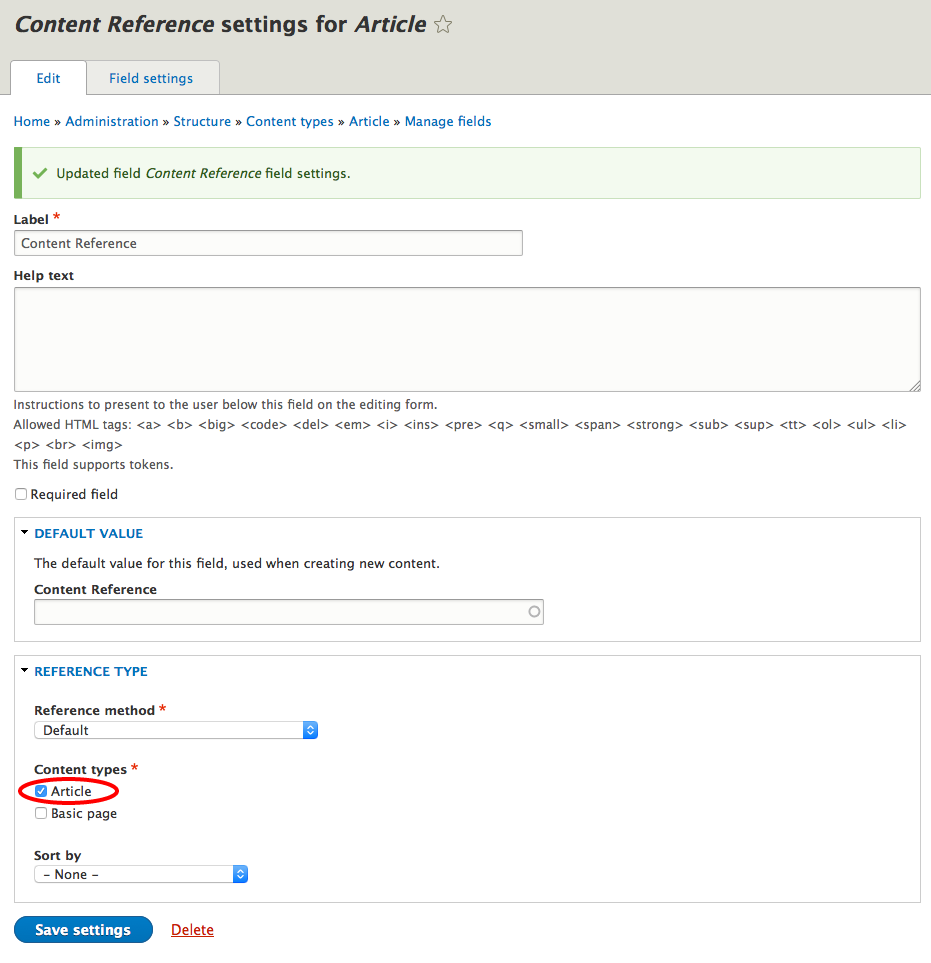 Content Reference settings for Article
Edit
Field settings
Home » Administration » Structure » Content types » Article » Manage fields
Updated field Content Reference field settings.
Label *
Content Reference
Help text
Instructions to present to the user below this field on the editing form.
Allowed HTML tags: <a> <b> <big> <code> <del> <em> <i> <ins> <pre> <q> <small> <span> <strong> <sub> <sup> <tt> <ol> <ul> <li>
<p> <br> <img>
This field supports tokens.
Required field
DEFAULT VALUE
The default value for this field, used when creating new content.
Content Reference
REFERENCE TYPE
Reference method *
Default
Content types *
Article
Basic page
Sort by
– None –
Save settings
Delete